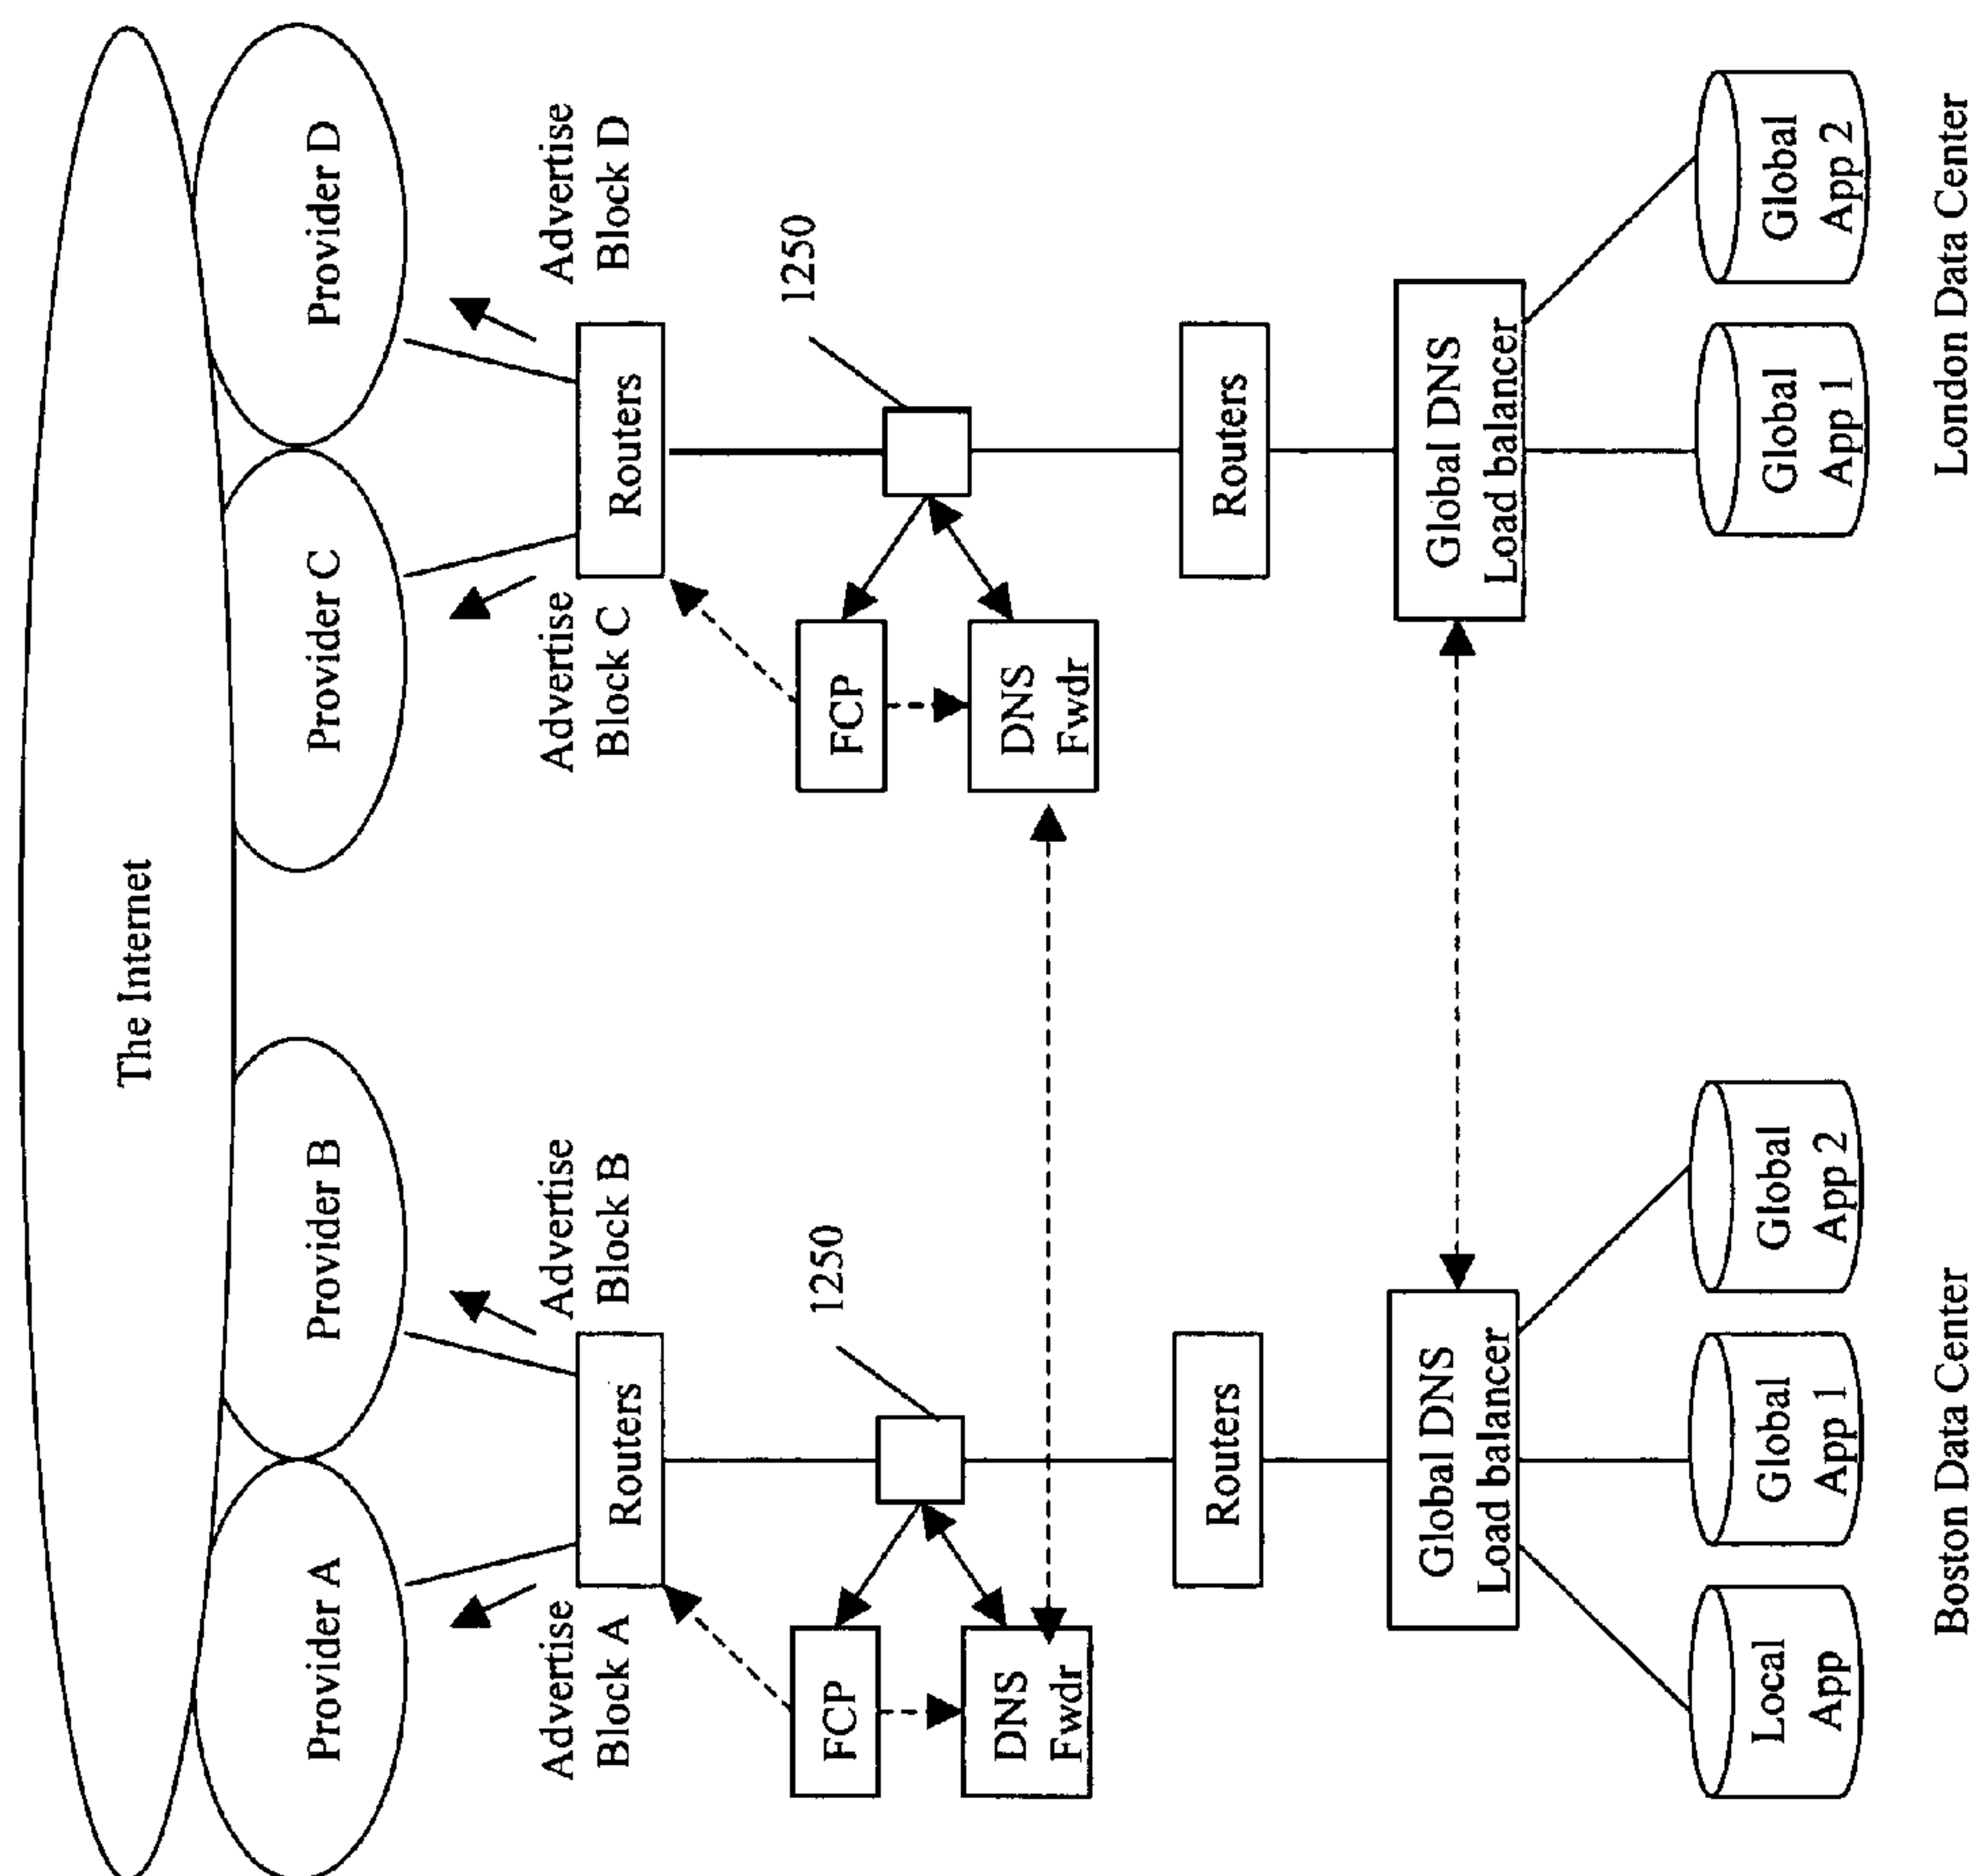 The Internet
Provider A
Provider B
Provider C
Provider D
Advertise
Block A
Advertise
Block B
Advertise
Block C
Advertise
Block D
Routers
Routers
1250
1250
FCP
FCP
DNS
Fwdr
DNS
Fwdr
Routers
Routers
Global DNS
Load balancer
Global DNS
Load balancer
Local
App
Global
App 1
Global
App 2
Global
App 1
Global
App 2
Boston Data Center
London Data Center